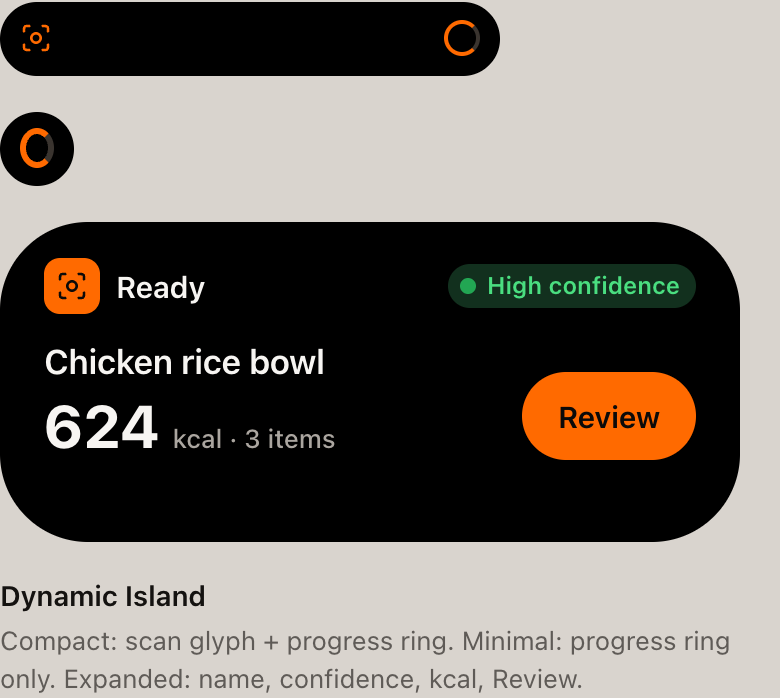 Ready
High confidence
Chicken rice bowl
624 kcal · 3 items
Review
Dynamic Island
Compact: scan glyph + progress ring. Minimal: progress ring
only. Expanded: name, confidence, kcal, Review.